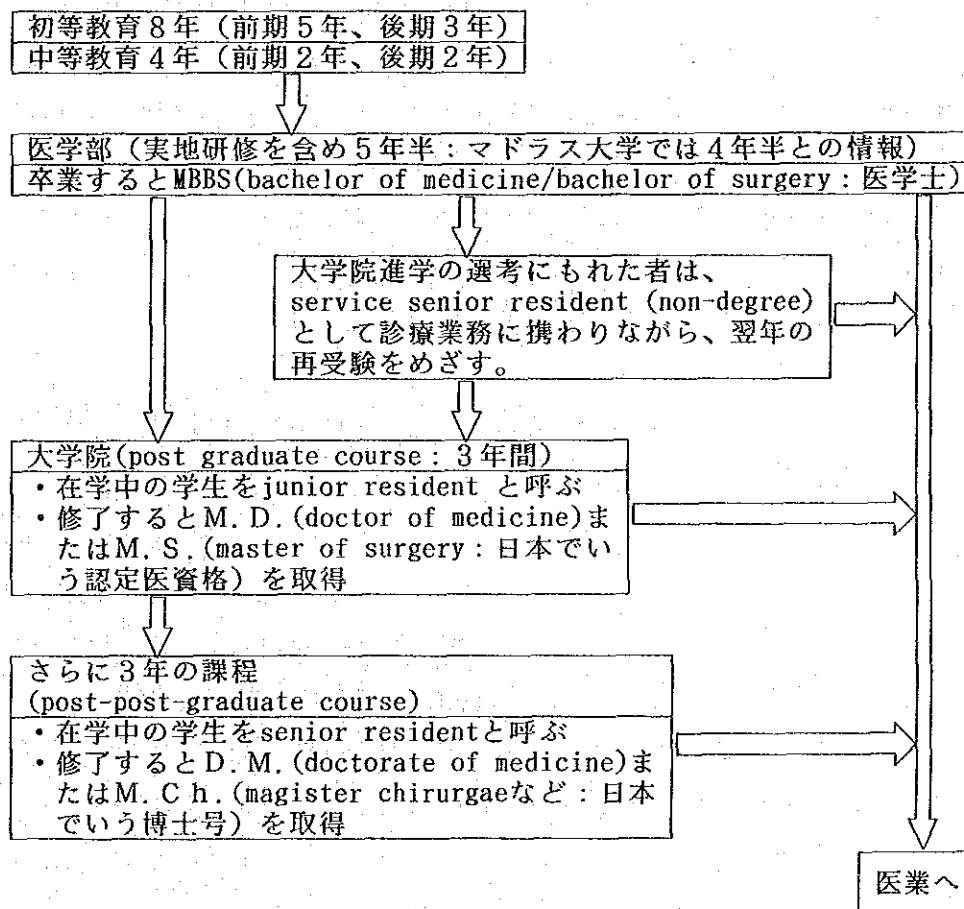 初等教育8年（前期5年、後期3年）
中等教育4年（前期2年、後期2年）
医学部（実地研修を含め5年半：マドラス大学では4年半との情報）
卒業するとMBBS(bachelor of medicine/bachelor of surgery：医学士)
大学院進学の選考にもれた者は、
service senior resident (non-degree)
として診療業務に携わりながら、翌年の
再受験をめざす。
大学院(post graduate course：3年間)
・在学中の学生をjunior resident と呼ぶ
・修了するとM.D.(doctor of medicine)ま
たはM.S.(master of surgery：日本でい
う認定医資格）を取得
さらに3年の課程
(post-post-graduate course)
・在学中の学生をsenior residentと呼ぶ
・修了するとD.M.(doctorate of medicine)ま
たはM.Ch.(magister chirurgaeなど：日本
でいう博士号）を取得
医業へ